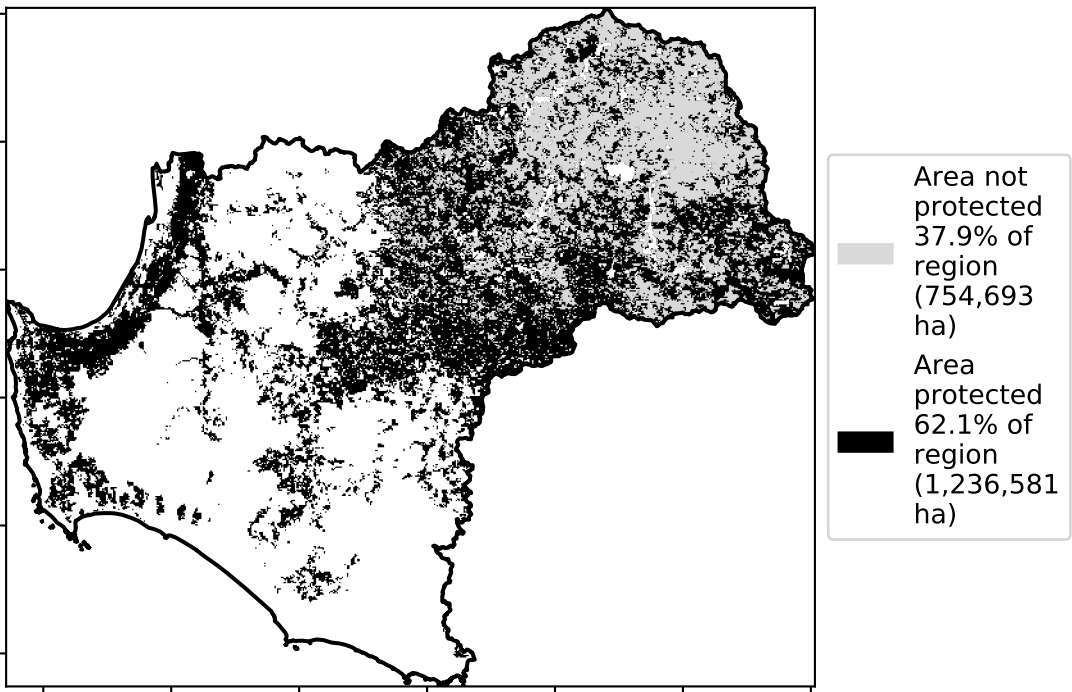 Area not
protected
37.9% of
region
(754,693
ha)
Area
protected
62.1% of
region
(1,236,581
ha)